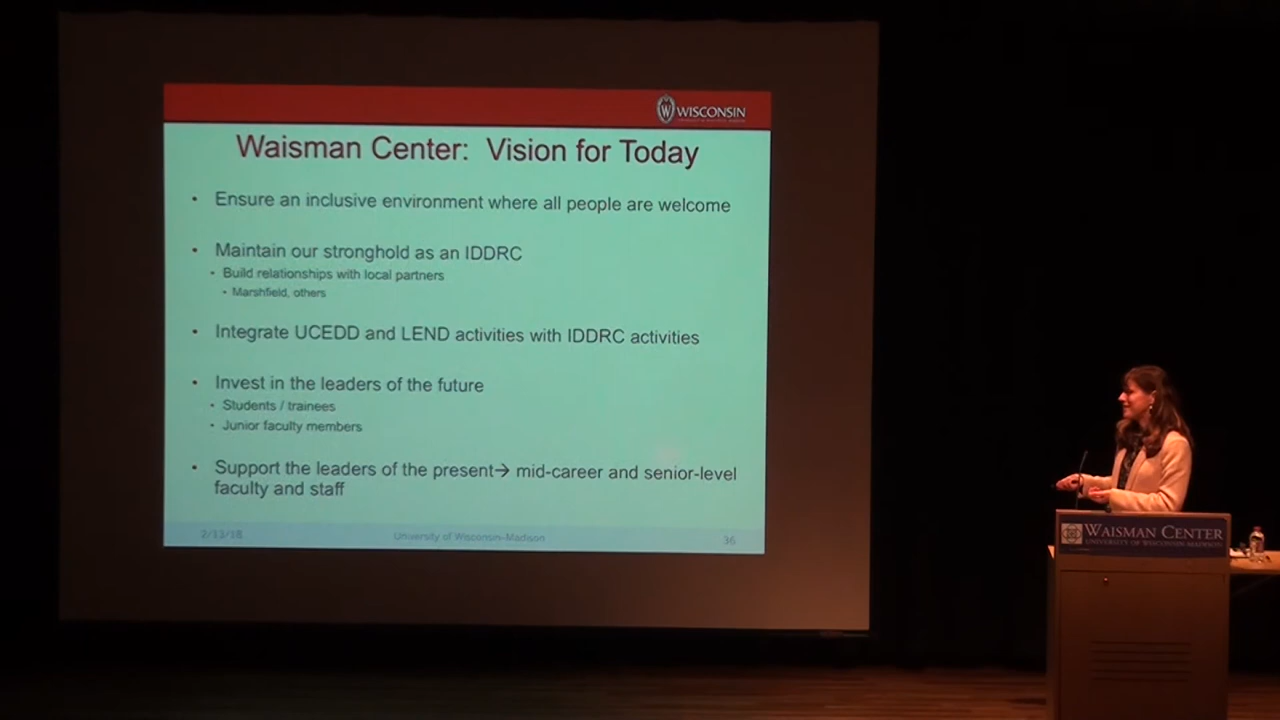 WISCONSIN
Waisman Center: Vision for Today
• Ensure an inclusive environment where all people are welcome
• Maintain our stronghold as an IDDRC
• Build relationships with local partners
• Marshfield, others
• Integrate UCEDD and LEND activities with IDDRC activities
• Invest in the leaders of the future
• Students / trainees
• Junior faculty members
• Support the leaders of the present→ mid-career and senior-level
faculty and staff
2/13/18 University of Wisconsin–Madison 36
WAISMAN CENTER
UNIVERSITY OF WISCONSIN-MADISON